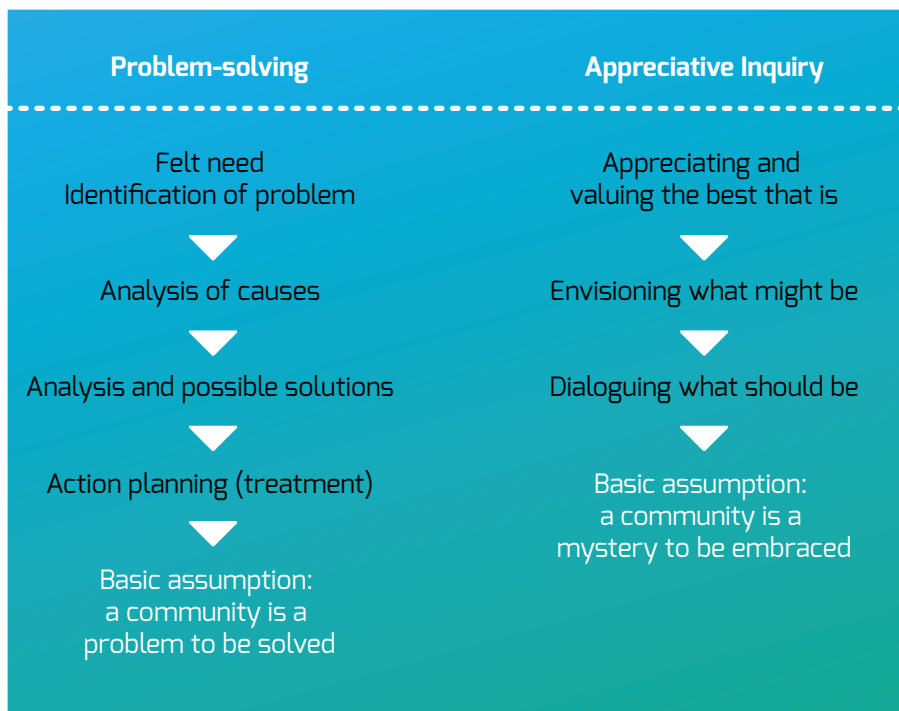 Problem-solving
Felt need
Identification of problem
Analysis of causes
Analysis and possible solutions
Action planning (treatment)
Basic assumption:
a community is a
problem to be solved
Appreciative Inquiry
Appreciating and
valuing the best that is
Envisioning what might be
Dialoguing what should be
Basic assumption:
a community is a
mystery to be embraced